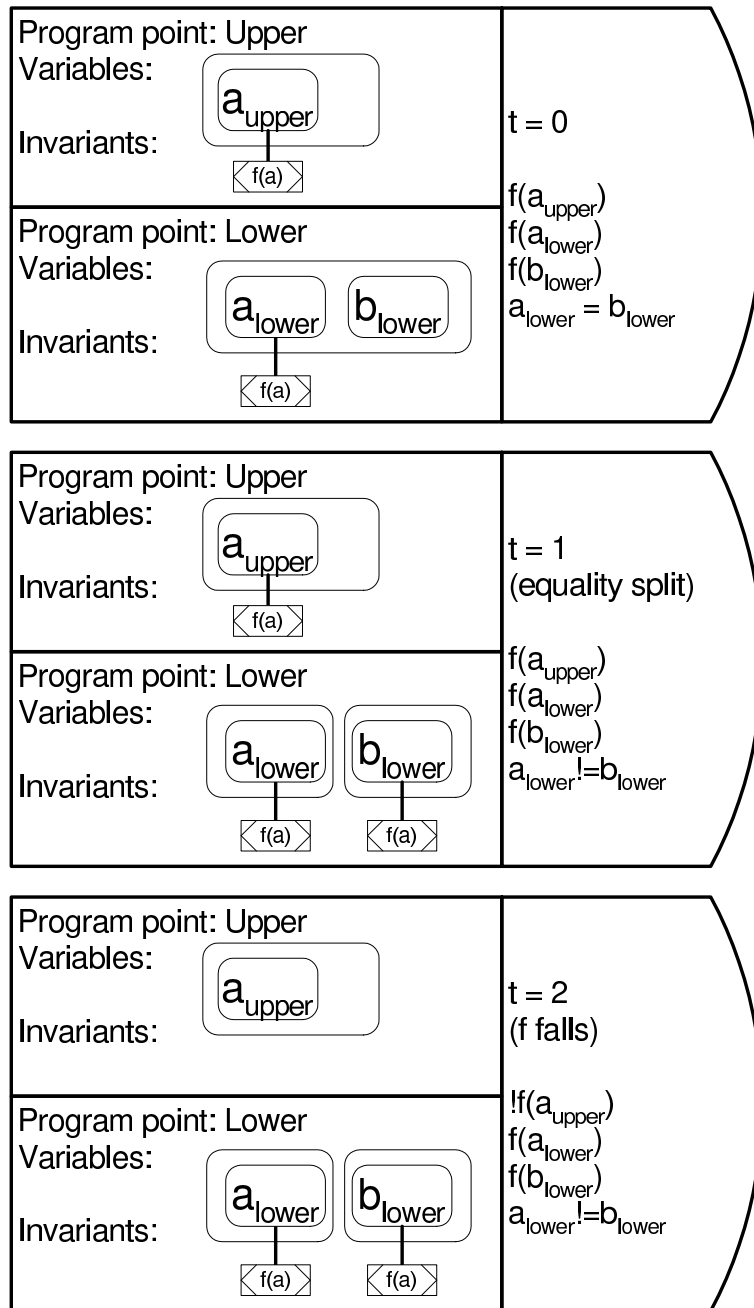 Program point: Upper
Variables:
a_upper
Invariants:
f(a)
Program point: Lower
Variables:
a_lower b_lower
Invariants:
f(a)
t = 0
f(a_upper)
f(a_lower)
f(b_lower)
a_lower = b_lower
Program point: Upper
Variables:
a_upper
Invariants:
f(a)
Program point: Lower
Variables:
a_lower b_lower
Invariants:
f(a) f(a)
t = 1
(equality split)
f(a_upper)
f(a_lower)
f(b_lower)
a_lower!=b_lower
Program point: Upper
Variables:
a_upper
Invariants:
Program point: Lower
Variables:
a_lower b_lower
Invariants:
f(a) f(a)
t = 2
(f falls)
!f(a_upper)
f(a_lower)
f(b_lower)
a_lower!=b_lower